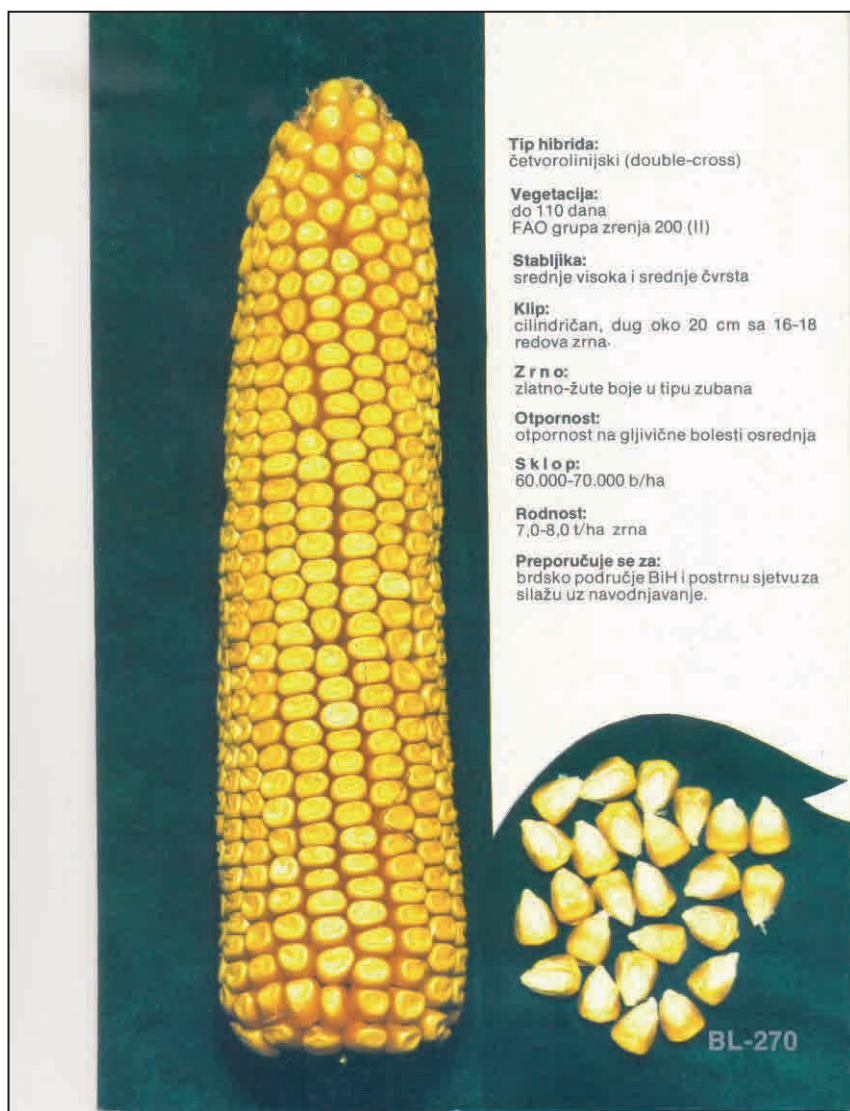 Tip hibrida:
četvorolinijski (double-cross)
Vegetacija:
do 110 dana
FAO grupa zrenja 200 (II)
Stabljika:
srednje visoka i srednje čvrsta
Klip:
cilindričan, dug oko 20 cm sa 16-18
redova zrna.
Z r n o:
zlatno-žute boje u tipu zubana
Otpornost:
otpornost na gljivične bolesti osrednja
S k l o p:
60.000-70.000 b/ha
Rodnost:
7,0-8,0 t/ha zrna
Preporučuje se za:
brdsko područje BiH i postrnu sjetvu za
silažu uz navodnjavanje.
BL-270